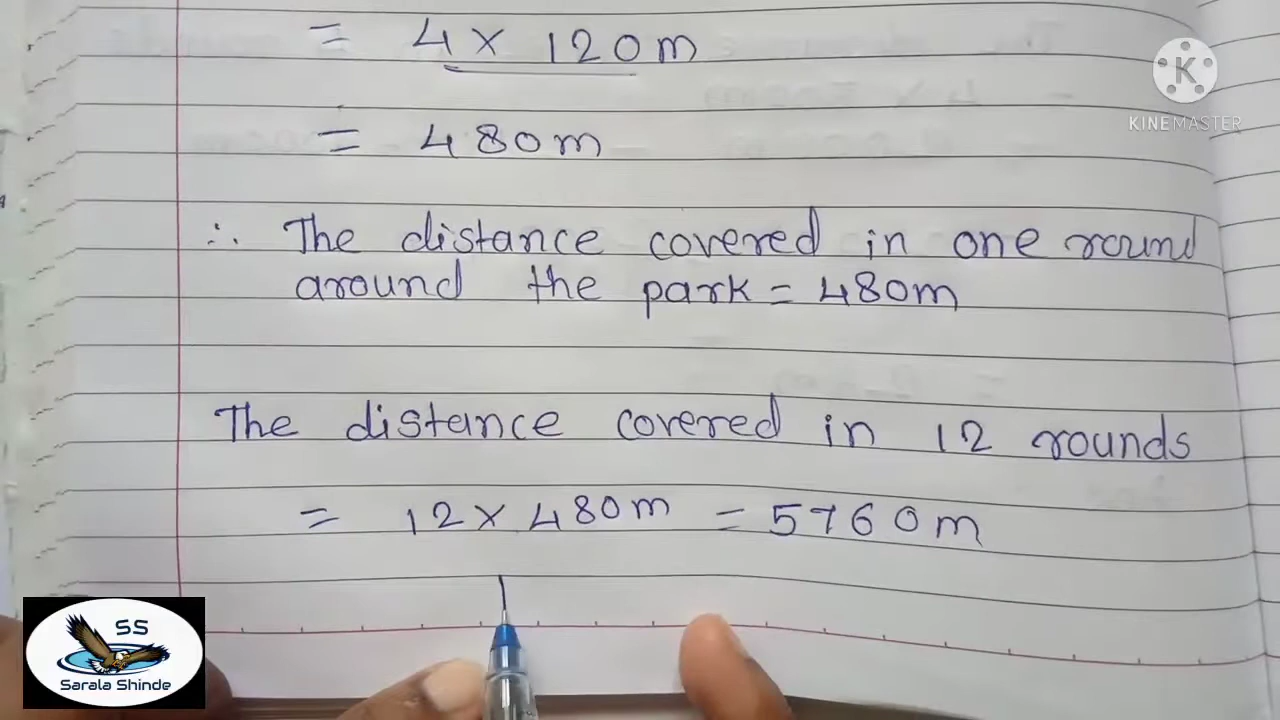 = 4 × 120m
= 480m
∴ The distance covered in one round
around the park = 480m
The distance covered in 12 rounds
= 12 × 480m = 5760m
KINEMASTER
SS
Sarala Shinde